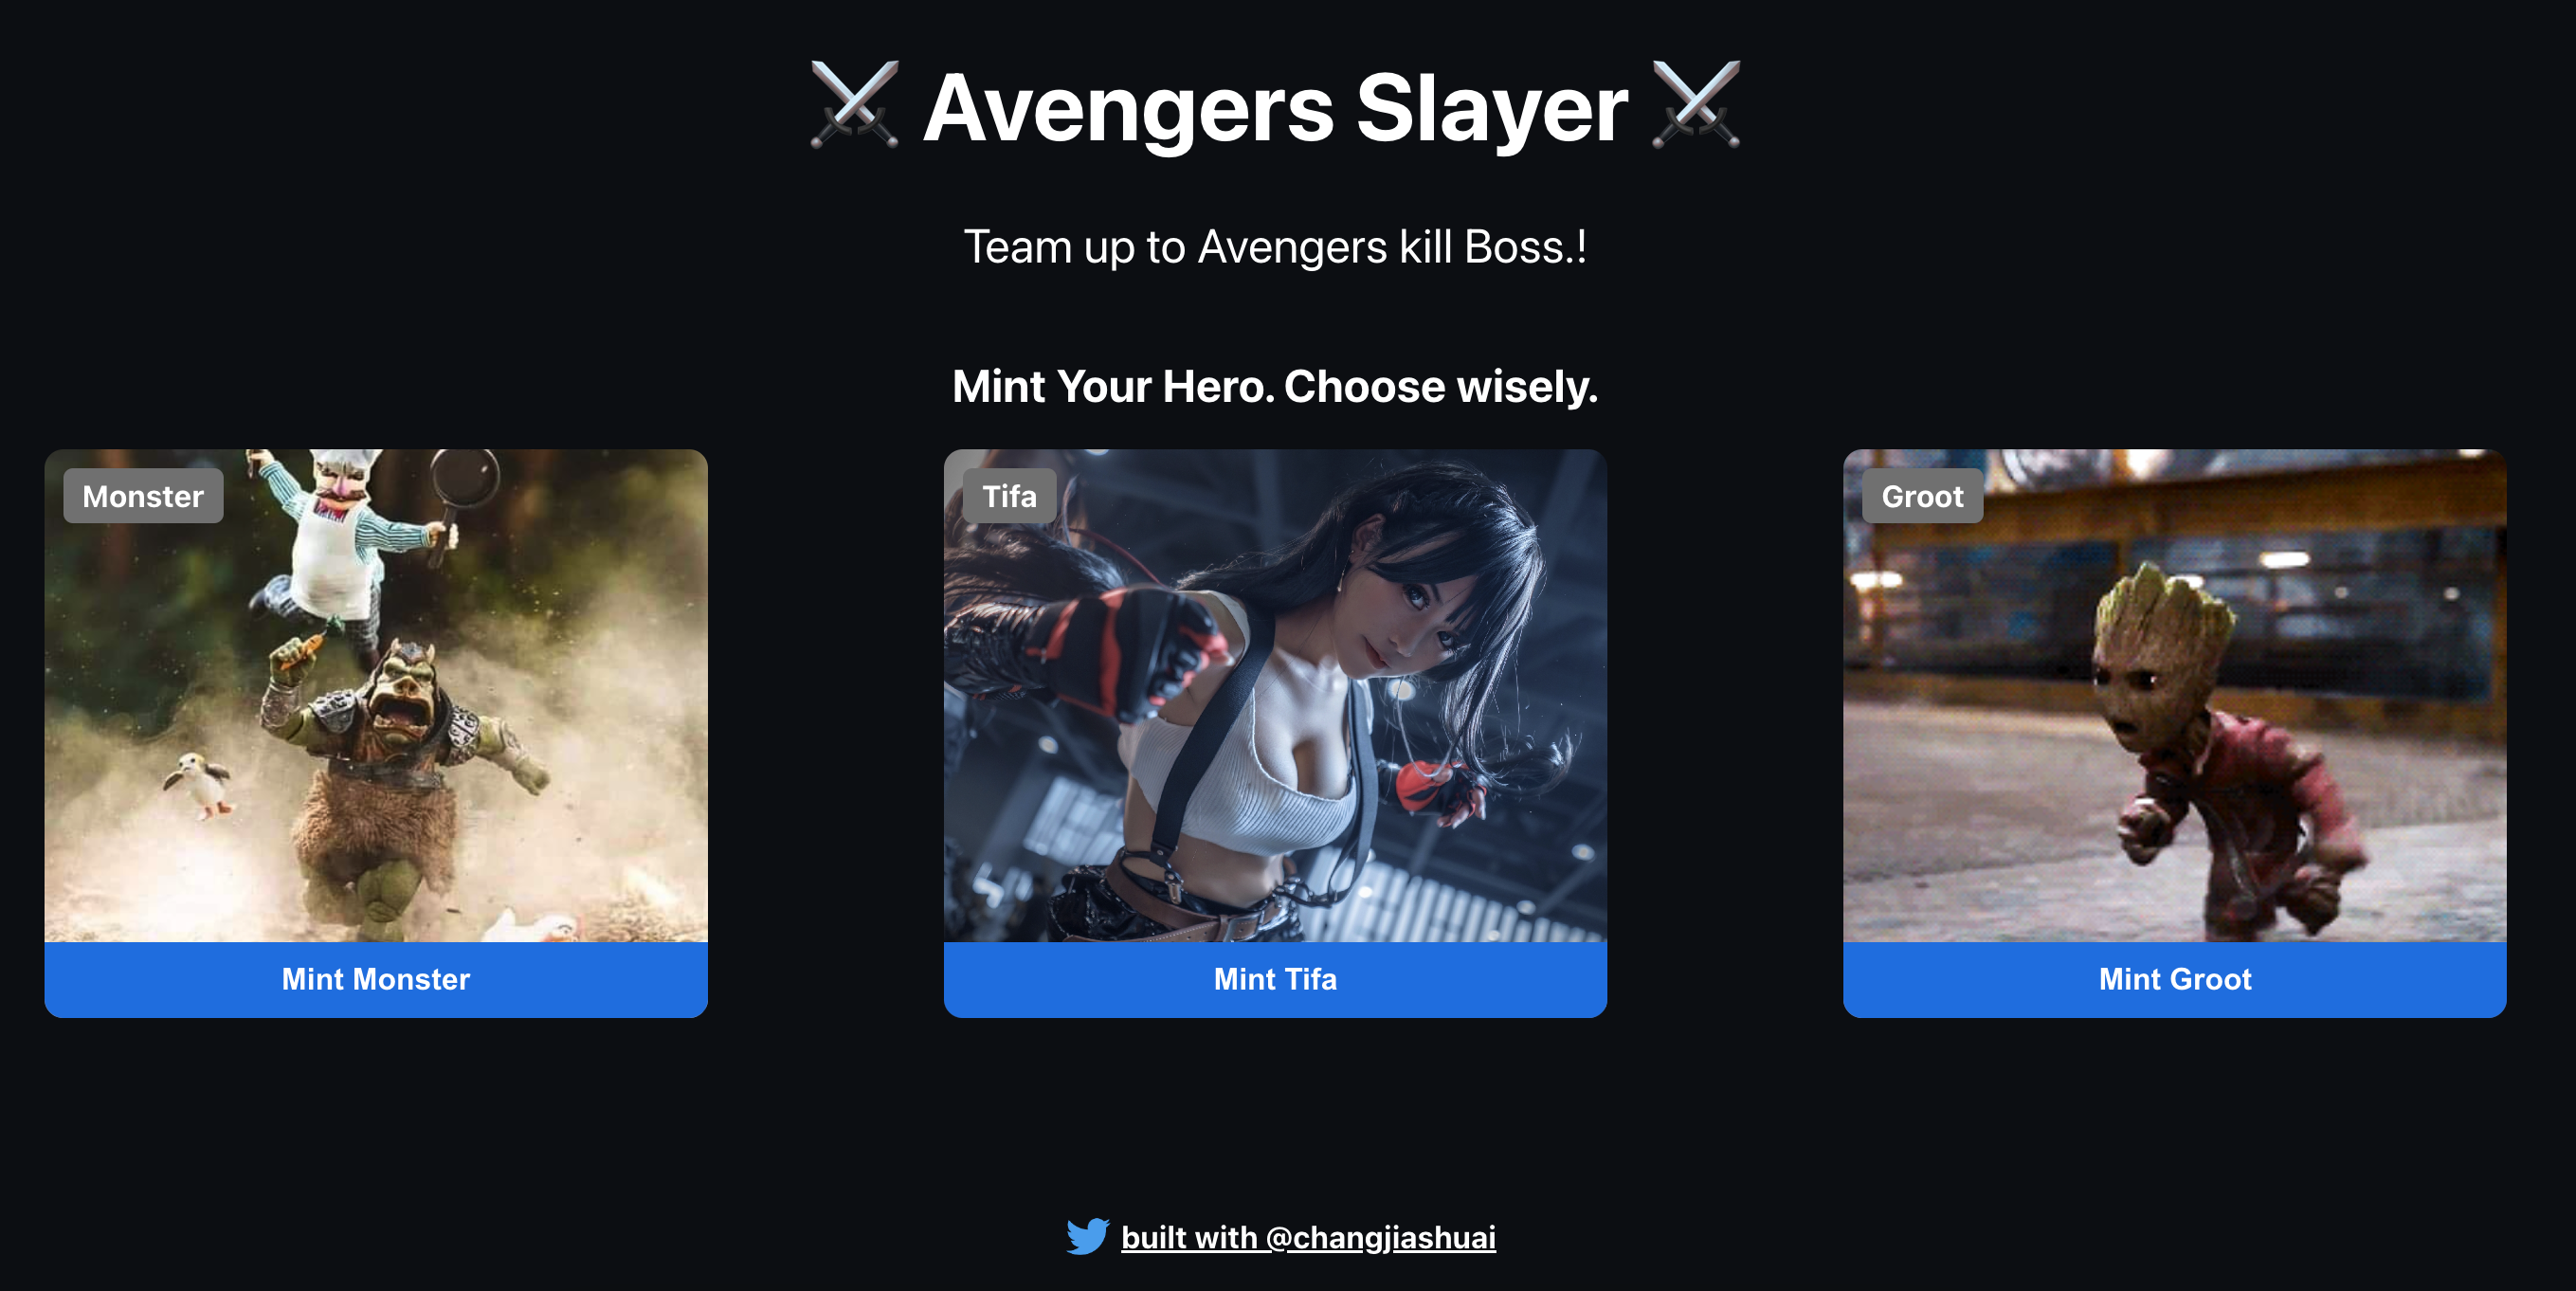 ⚔️ Avengers Slayer ⚔️
Team up to Avengers kill Boss.!
Mint Your Hero. Choose wisely.
Monster
Tifa
Groot
Mint Monster
Mint Tifa
Mint Groot
built with @changjiashuai